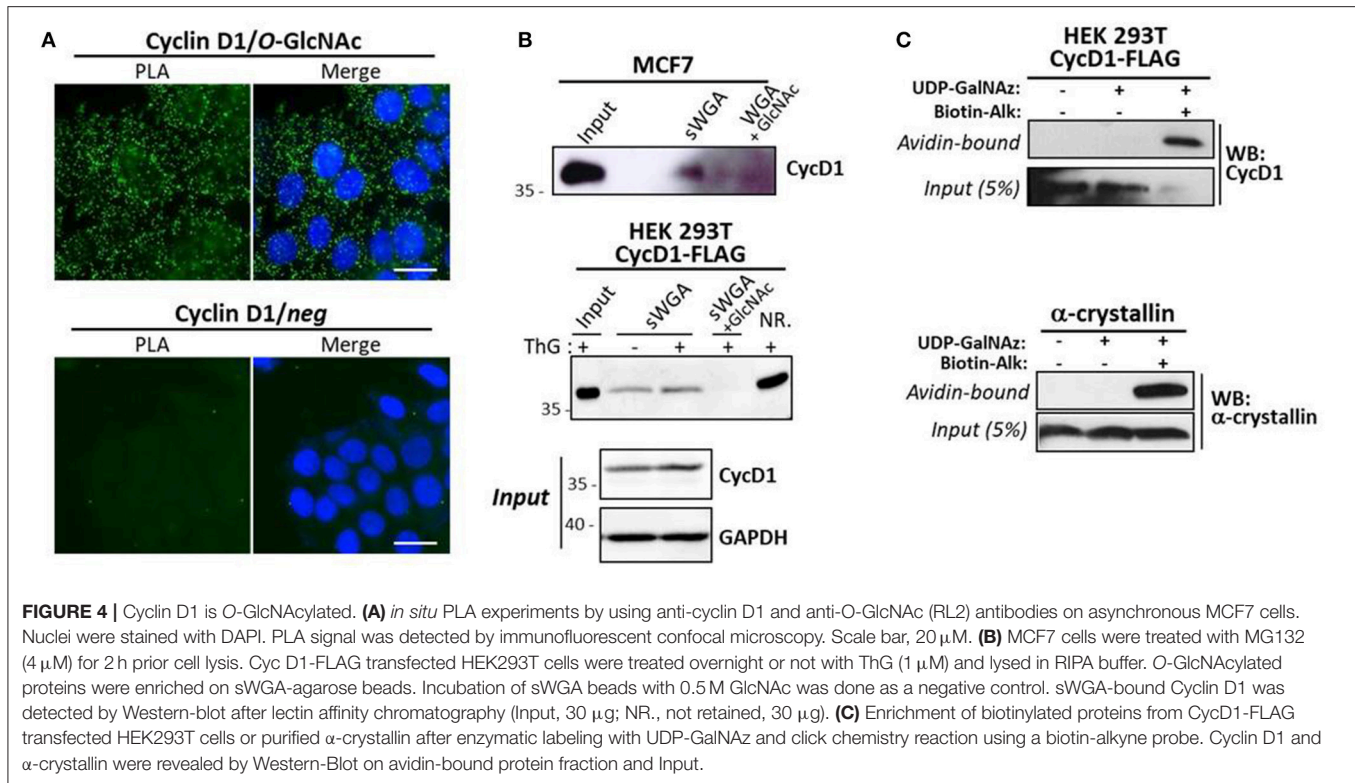 A
Cyclin D1/O-GlcNAc
PLA Merge
Cyclin D1/neg
PLA Merge
B
MCF7
Input sWGA WGA + GlcNAc
35 - CycD1
HEK 293T
CycD1-FLAG
Input sWGA sWGA +GlcNAc NR.
ThG : + - + + +
35 -
Input
CycD1
35 -
40 -
GAPDH
C
HEK 293T
CycD1-FLAG
UDP-GalNAz: - + +
Biotin-Alk: - - +
Avidin-bound
Input (5%)
WB:
CycD1
α-crystallin
UDP-GalNAz: - + +
Biotin-Alk: - - +
Avidin-bound
Input (5%)
WB:
α-crystallin
FIGURE 4 | Cyclin D1 is O-GlcNAcylated. (A) in situ PLA experiments by using anti-cyclin D1 and anti-O-GlcNAc (RL2) antibodies on asynchronous MCF7 cells.
Nuclei were stained with DAPI. PLA signal was detected by immunofluorescent confocal microscopy. Scale bar, 20 µM. (B) MCF7 cells were treated with MG132
(4 µM) for 2 h prior cell lysis. Cyc D1-FLAG transfected HEK293T cells were treated overnight or not with ThG (1 µM) and lysed in RIPA buffer. O-GlcNAcylated
proteins were enriched on sWGA-agarose beads. Incubation of sWGA beads with 0.5 M GlcNAc was done as a negative control. sWGA-bound Cyclin D1 was
detected by Western-blot after lectin affinity chromatography (Input, 30 µg; NR., not retained, 30 µg). (C) Enrichment of biotinylated proteins from CycD1-FLAG
transfected HEK293T cells or purified α-crystallin after enzymatic labeling with UDP-GalNAz and click chemistry reaction using a biotin-alkyne probe. Cyclin D1 and
α-crystallin were revealed by Western-Blot on avidin-bound protein fraction and Input.